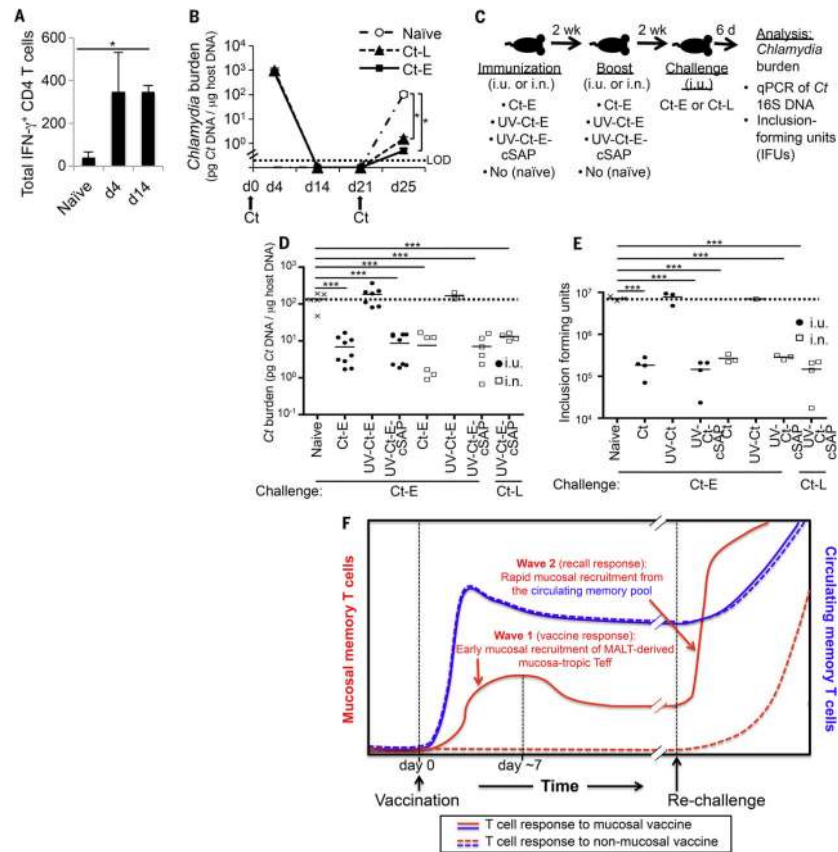 A
Total IFN-γ⁺ CD4 T cells
600
400
200
0
*
Naïve
d4
d14
B
Chlamydia burden
(pg Ct DNA / μg host DNA)
10³
10²
10¹
10⁰
0
Naïve
Ct-L
Ct-E
*
*
LOD
d0 d4 d14 d21 d25
Ct
Ct
C
2 wk
2 wk
6 d
Immunization
(i.u. or i.n.)
• Ct-E
• UV-Ct-E
• UV-Ct-E-
cSAP
• No (naïve)
Boost
(i.u. or i.n.)
• Ct-E
• UV-Ct-E
• UV-Ct-E-
cSAP
• No (naïve)
Challenge
(i.u.)
Ct-E or Ct-L
Analysis:
Chlamydia
burden
• qPCR of Ct
16S DNA
• Inclusion-
forming units
(IFUs)
D
Ct burden (pg Ct DNA / μg host DNA)
10³
10²
10¹
10⁰
10⁻¹
***
***
***
***
***
i.u.
i.n.
Naive
Ct-E
UV-Ct-E
UV-Ct-E-
cSAP
Ct-E
UV-Ct-E
UV-Ct-E-
cSAP
UV-Ct-E-
cSAP
Challenge:
Ct-E
Ct-L
E
Inclusion forming units
10⁷
10⁶
10⁵
10⁴
***
***
***
***
***
i.u.
i.n.
Naive
Ct
UV-Ct
UV-
Ct-
cSAP
Ct
UV-Ct
UV-
Ct-
cSAP
UV-
Ct-
cSAP
Challenge:
Ct-E
Ct-L
F
Mucosal memory T cells
Circulating memory
T cells
Wave 2 (recall response):
Rapid mucosal recruitment from
the circulating memory pool
Wave 1 (vaccine response):
Early mucosal recruitment of MALT-derived
mucosa-tropic Teff
day 0
day ~7
Time
Vaccination
Re-challenge
T cell response to mucosal vaccine
T cell response to non-mucosal vaccine